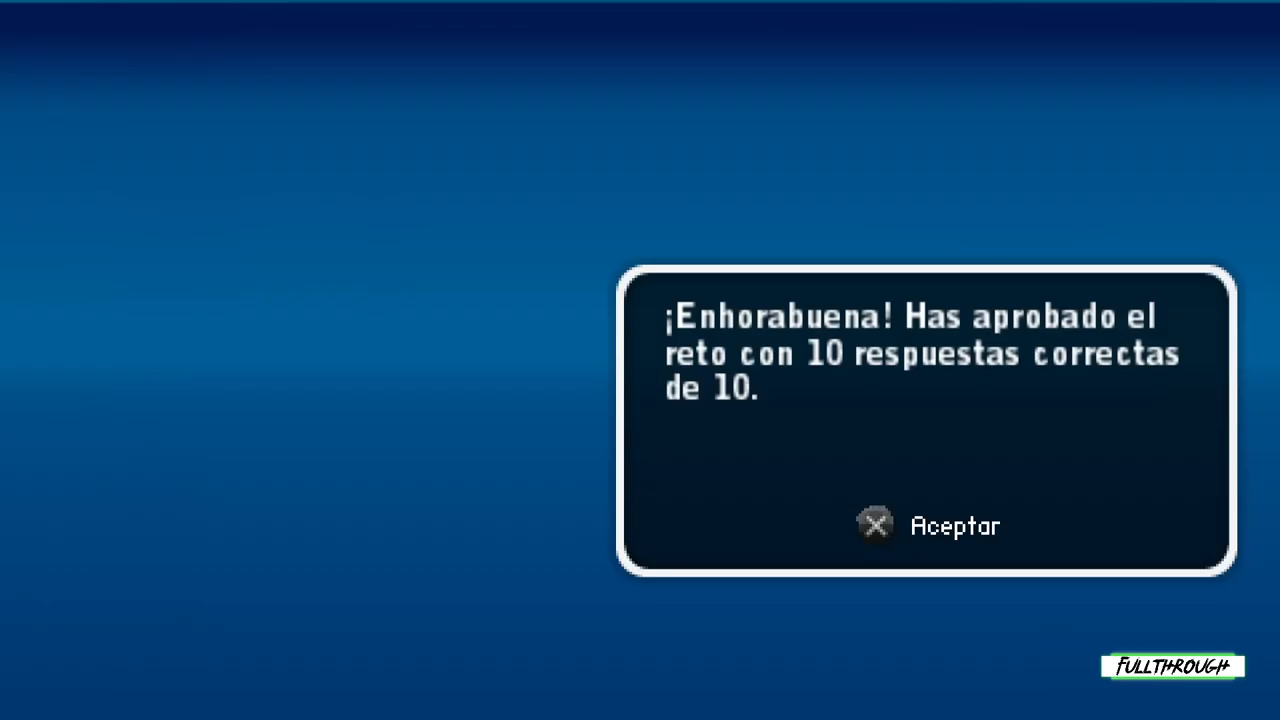 ¡Enhorabuena! Has aprobado el
reto con 10 respuestas correctas
de 10.
Aceptar
FULLTHROUGH